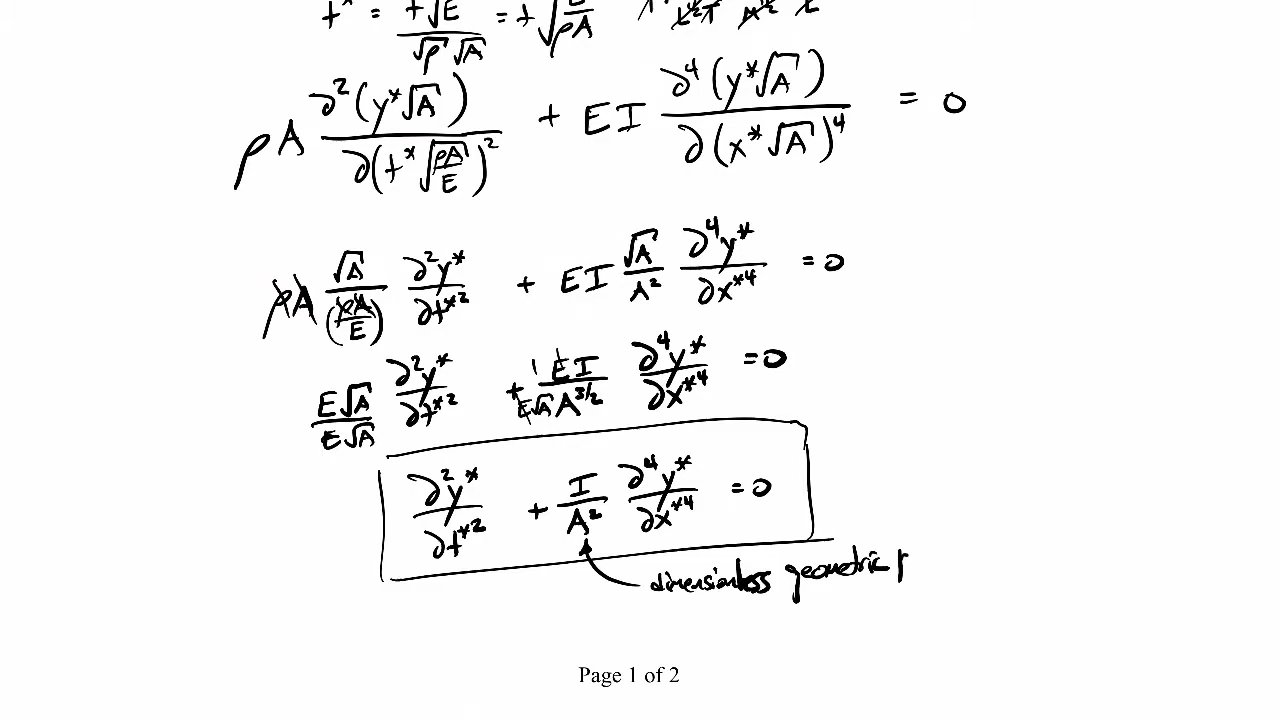 t* = t√E / √ρ √A = t √(E/ρA)
ρA ∂²(y*√A) / ∂(t*√(ρA/E))² + EI ∂⁴(y*√A) / ∂(x*√A)⁴ = 0
ρA √A / (ρA/E) ∂²y*/∂t*² + EI √A/A² ∂⁴y*/∂x*⁴ = 0
E√A / E√A ∂²y*/∂t*² + 1 EI / E√A A^3/2 ∂⁴y*/∂x*⁴ = 0
∂²y*/∂t*² + I/A² ∂⁴y*/∂x*⁴ = 0
dimensionless geometric p
Page 1 of 2